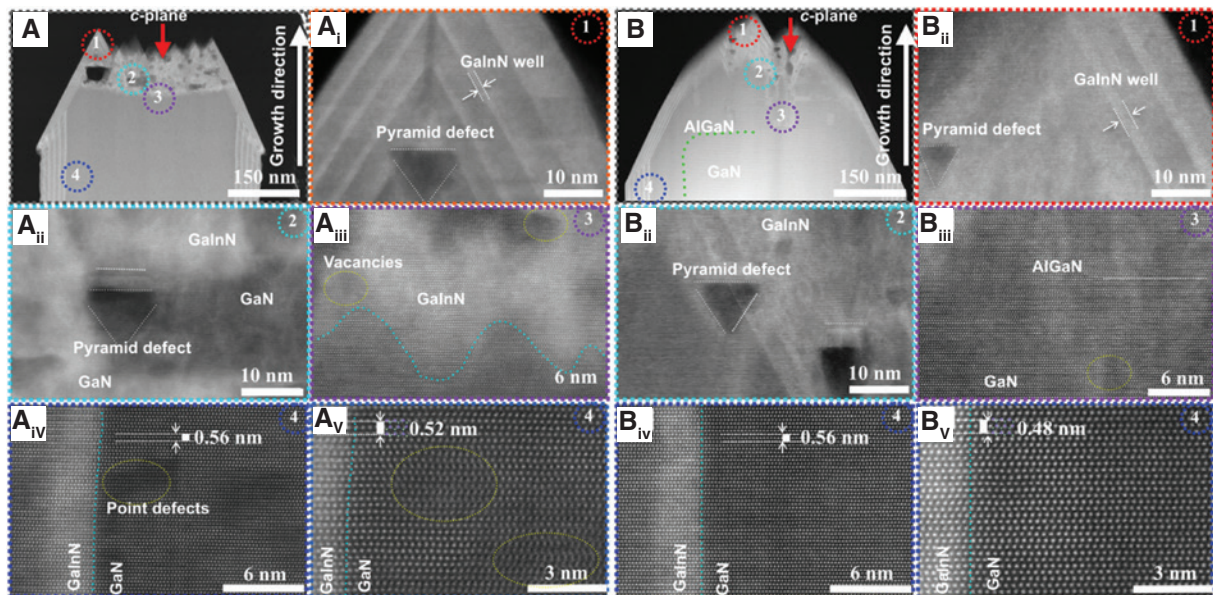 A
c-plane
1
2
3
4
Growth direction
150 nm
Ai
1
GaInN well
Pyramid defect
10 nm
B
c-plane
1
2
3
AlGaN
GaN
4
Growth direction
150 nm
Bii
1
GaInN well
Pyramid defect
10 nm
Aii
2
GaInN
GaN
Pyramid defect
GaN
10 nm
Aiii
3
Vacancies
GaInN
6 nm
Bii
2
GaInN
Pyramid defect
10 nm
Biii
3
AlGaN
GaN
6 nm
Aiv
4
0.56 nm
Point defects
GaInN
GaN
6 nm
Av
4
0.52 nm
GaInN
GaN
3 nm
Biv
4
0.56 nm
GaInN
GaN
6 nm
Bv
4
0.48 nm
GaInN
GaN
3 nm